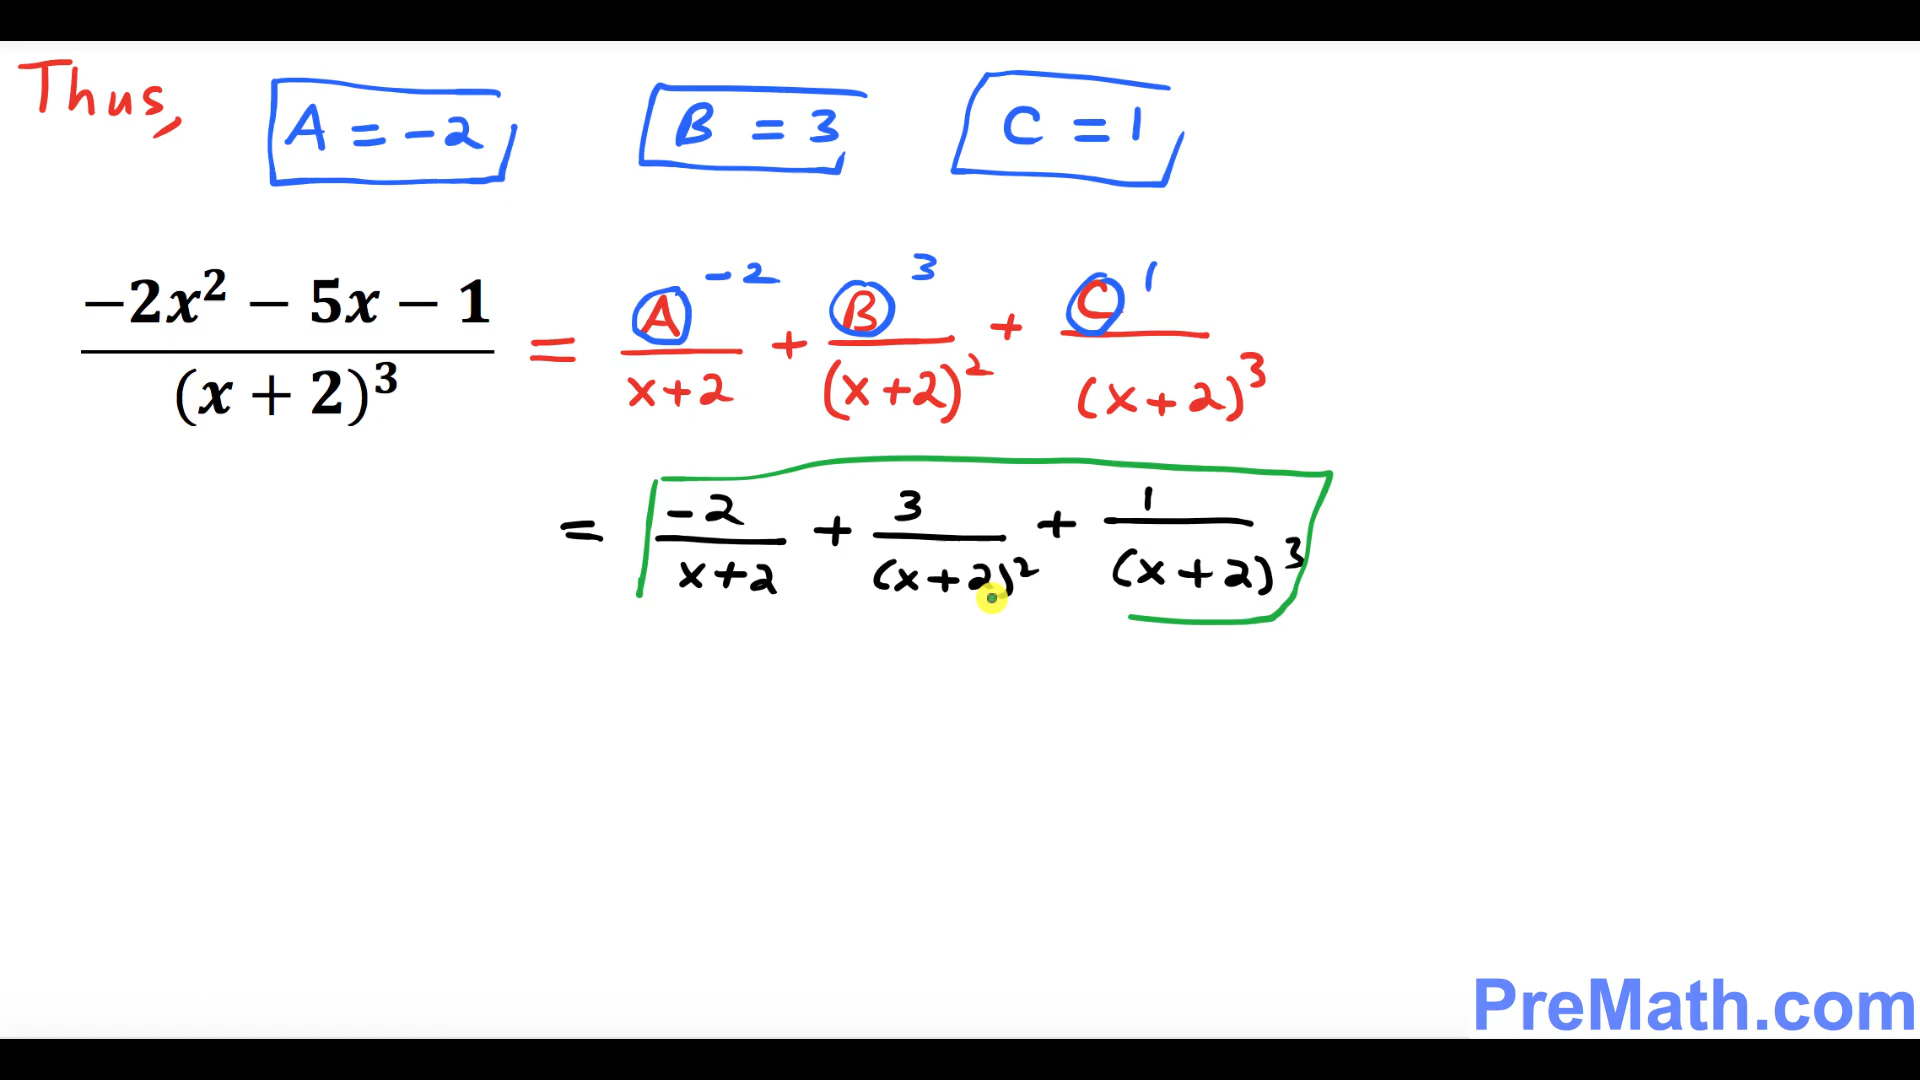 Thus, A = -2 B = 3 C = 1
-2x² - 5x - 1 / (x + 2)³ = A -2 / x+2 + B 3 / (x+2)² + C 1 / (x+2)³
= -2 / x+2 + 3 / (x+2)² + 1 / (x+2)³
PreMath.com